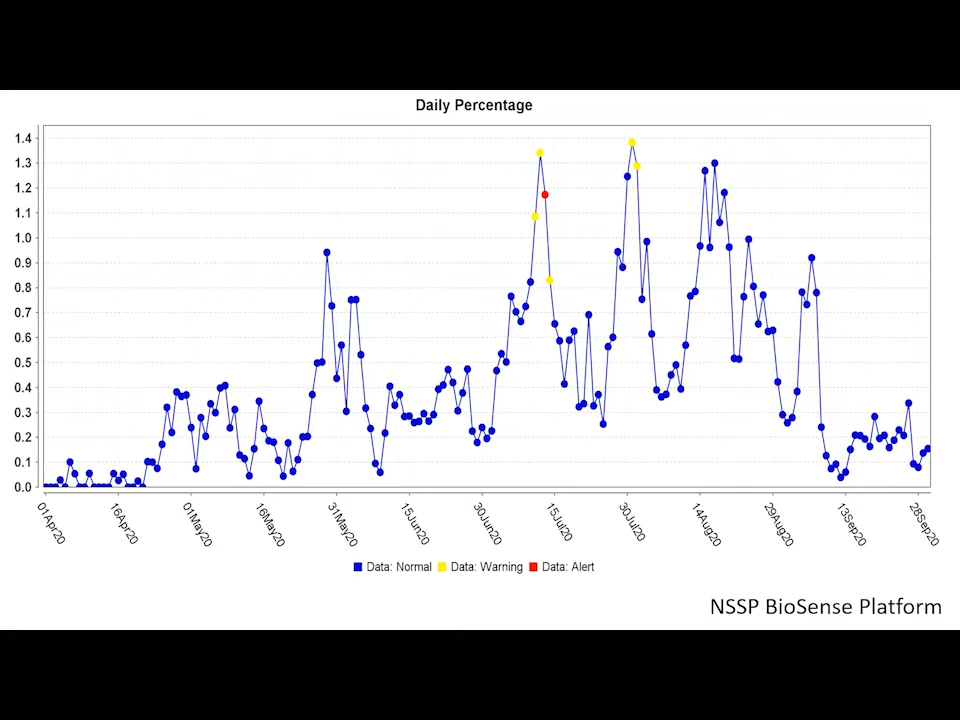 Daily Percentage
1.4
1.3
1.2
1.1
1.0
0.9
0.8
0.7
0.6
0.5
0.4
0.3
0.2
0.1
0.0
01Apr20
16Apr20
01May20
16May20
31May20
15Jun20
30Jun20
15Jul20
30Jul20
14Aug20
29Aug20
13Sep20
28Sep20
Data: Normal Data: Warning Data: Alert
NSSP BioSense Platform